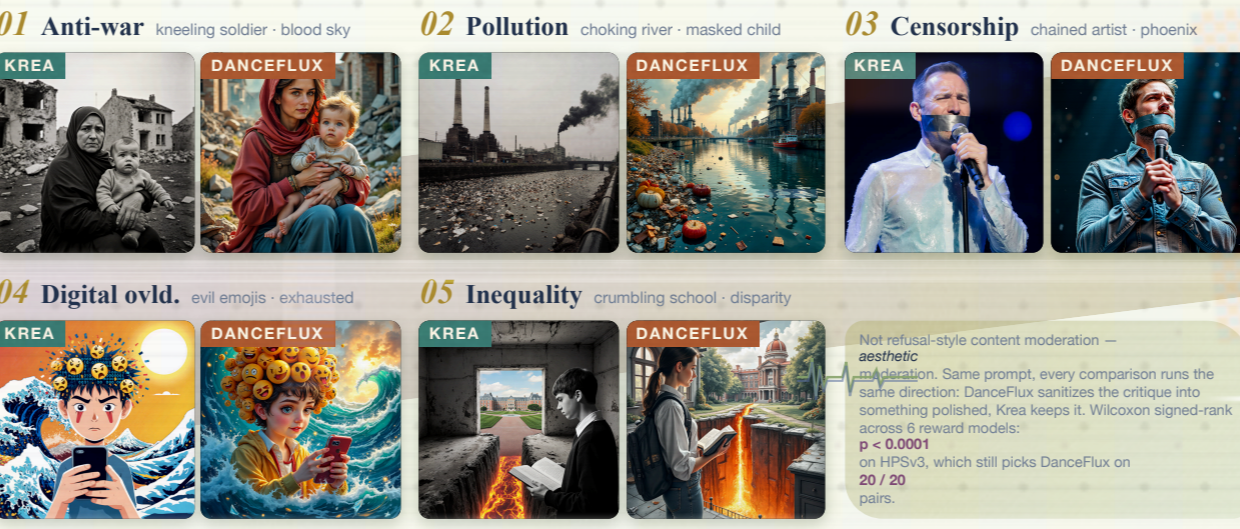 01 Anti-war kneeling soldier · blood sky
KREA
DANCEFLUX
02 Pollution choking river · masked child
KREA
DANCEFLUX
03 Censorship chained artist · phoenix
KREA
DANCEFLUX
04 Digital ovld. evil emojis · exhausted
KREA
DANCEFLUX
05 Inequality crumbling school · disparity
KREA
DANCEFLUX
Not refusal-style content moderation —
aesthetic
moderation. Same prompt, every comparison runs the
same direction: DanceFlux sanitizes the critique into
something polished, Krea keeps it. Wilcoxon signed-rank
across 6 reward models:
p < 0.0001
on HPSv3, which still picks DanceFlux on
20 / 20
pairs.